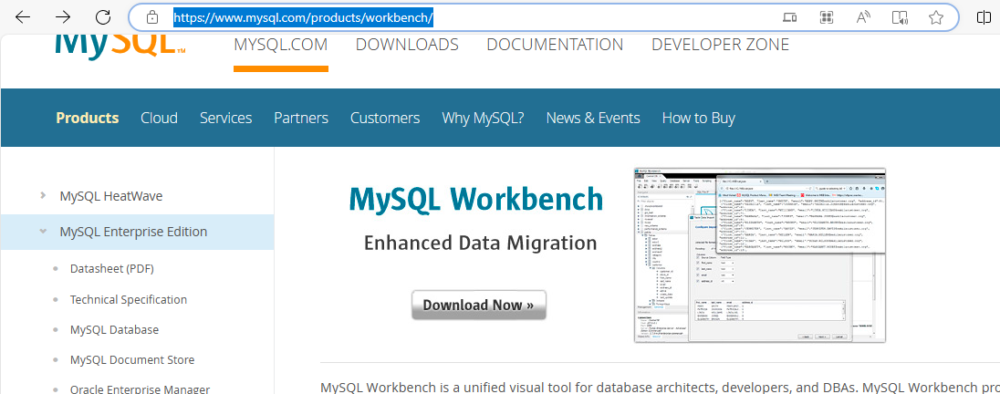 https://www.mysql.com/products/workbench/
MySQL™
MYSQL.COM DOWNLOADS DOCUMENTATION DEVELOPER ZONE
Products Cloud Services Partners Customers Why MySQL? News & Events How to Buy
MySQL HeatWave
MySQL Enterprise Edition
Datasheet (PDF)
Technical Specification
MySQL Database
MySQL Document Store
Oracle Enterprise Manager
MySQL Workbench
Enhanced Data Migration
Download Now »
MySQL Workbench is a unified visual tool for database architects, developers, and DBAs. MySQL Workbench pro